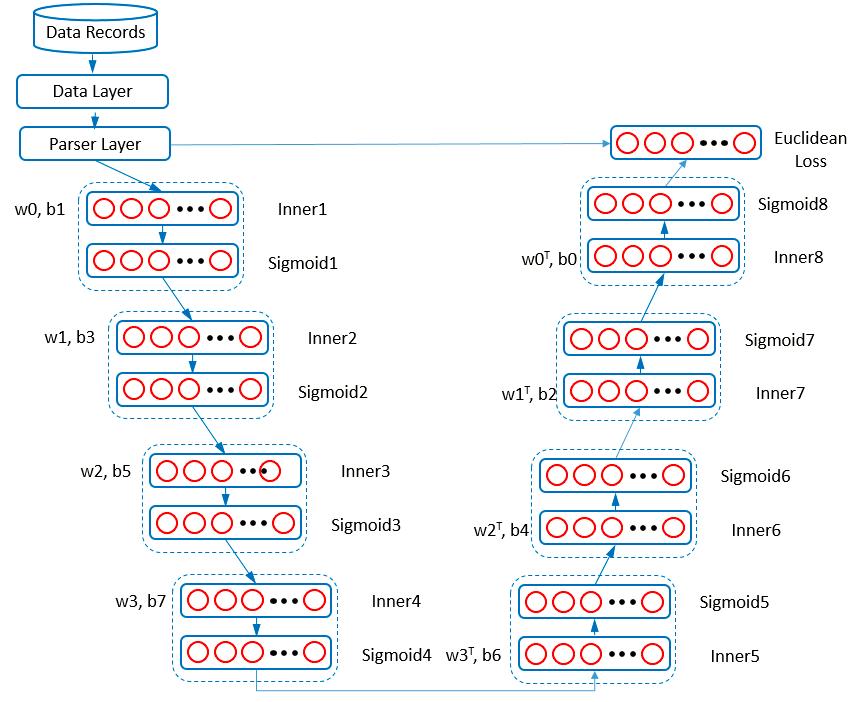 Data Records
Data Layer
Parser Layer
Euclidean
Loss
w0, b1
Inner1
Sigmoid1
w1, b3
Inner2
Sigmoid2
w2, b5
Inner3
Sigmoid3
w3, b7
Inner4
Sigmoid4
w3ᵀ, b6
Sigmoid5
Inner5
w2ᵀ, b4
Sigmoid6
Inner6
w1ᵀ, b2
Sigmoid7
Inner7
w0ᵀ, b0
Sigmoid8
Inner8